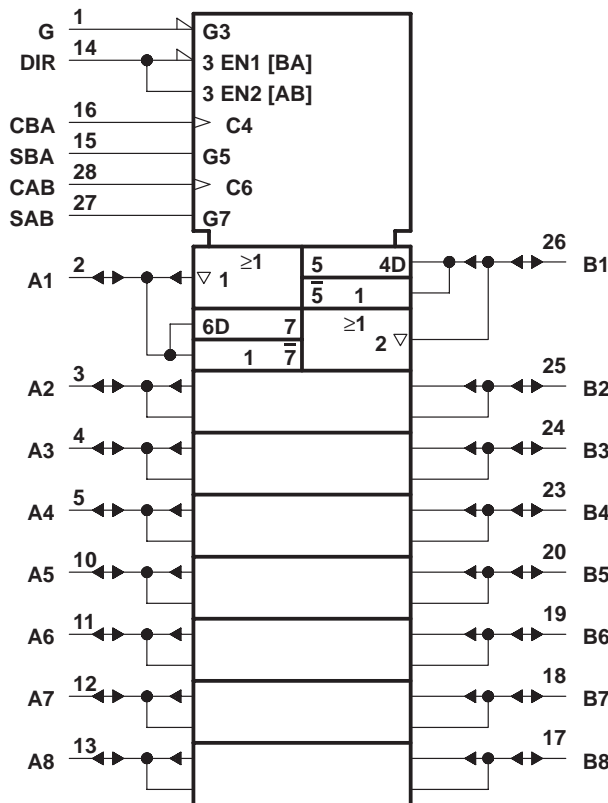 G 1 G3
DIR 14 3 EN1 [BA]
3 EN2 [AB]
CBA 16 C4
SBA 15 G5
CAB 28 C6
SAB 27 G7
A1 2 1 ≥1 5 4D 26 B1
5̅ 1
6D 7 ≥1
2
1 7̅
A2 3 25 B2
A3 4 24 B3
A4 5 23 B4
A5 10 20 B5
A6 11 19 B6
A7 12 18 B7
A8 13 17 B8